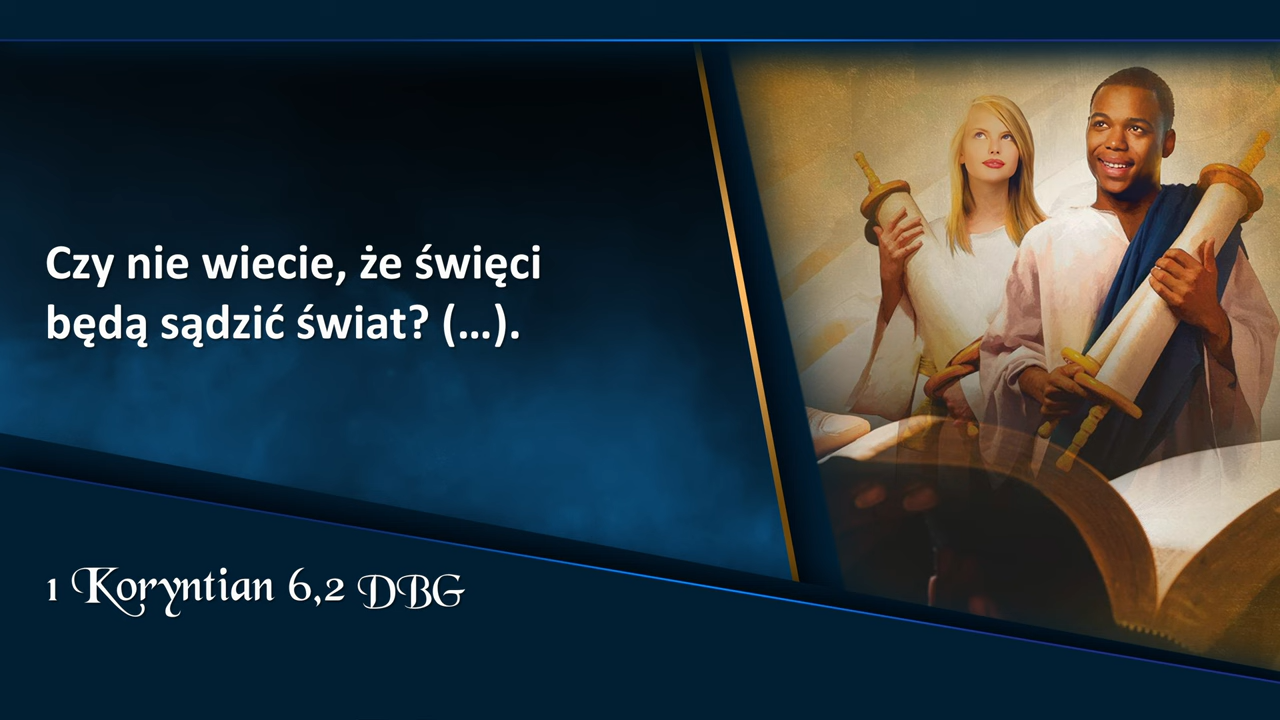 Czy nie wiecie, że święci
będą sądzić świat? (...).
1 Koryntian 6,2 DBG